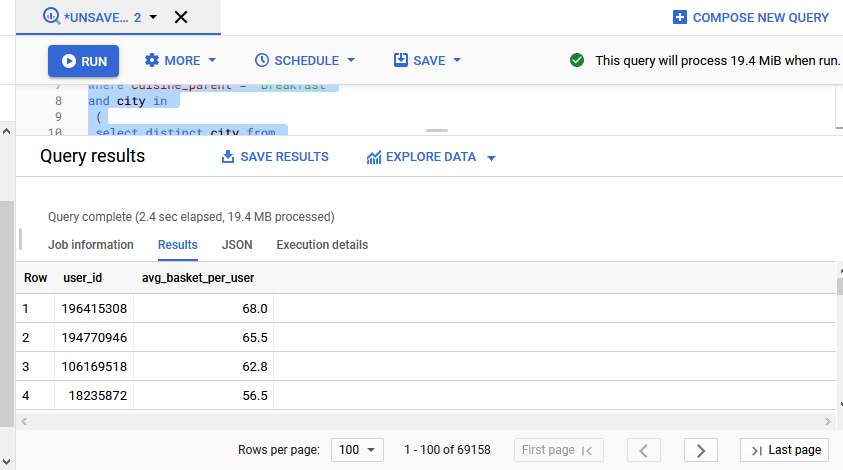 *UNSAVE... 2
COMPOSE NEW QUERY
RUN
MORE
SCHEDULE
SAVE
This query will process 19.4 MiB when run.
7 where cuisine_parent = 'Breakfast'
8 and city in
9 (
10 select distinct city from
Query results
SAVE RESULTS
EXPLORE DATA
Query complete (2.4 sec elapsed, 19.4 MB processed)
Job information Results JSON Execution details
Row user_id avg_basket_per_user
1 196415308 68.0
2 194770946 65.5
3 106169518 62.8
4 18235872 56.5
Rows per page: 100 1 - 100 of 69158 First page Last page